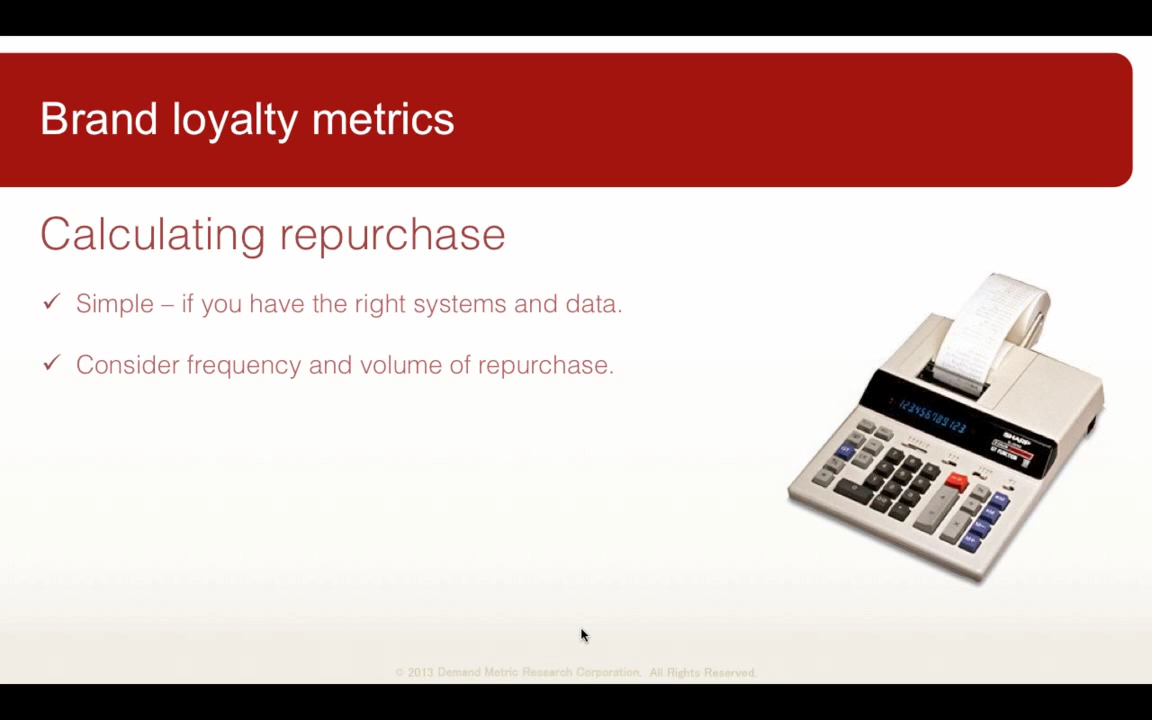 Brand loyalty metrics
Calculating repurchase
✓ Simple – if you have the right systems and data.
✓ Consider frequency and volume of repurchase.
SHARP
© 2013 Demand Metric Research Corporation. All Rights Reserved.